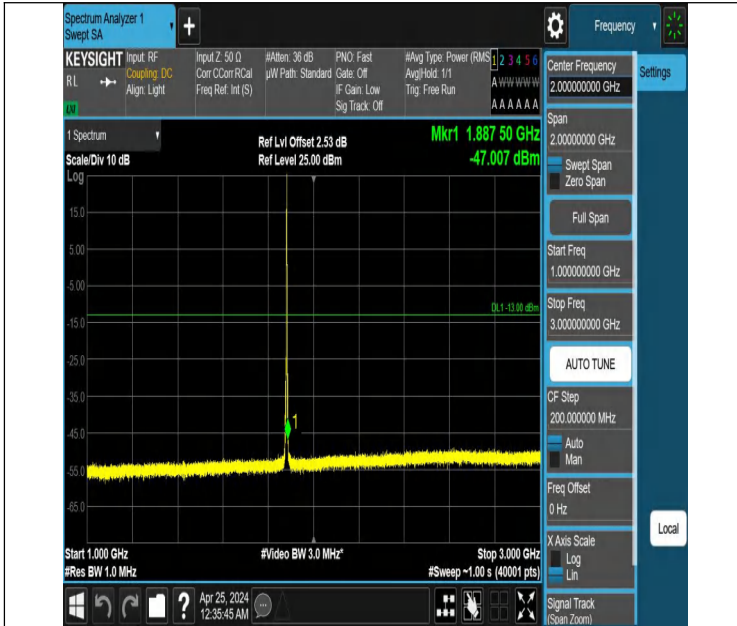 Spectrum Analyzer 1
Swept SA
+
Frequency
KEYSIGHT
RL
Input: RF
Coupling: DC
Align: Light
Input Z: 50 Ω
Corr CCorr RCal
Freq Ref: Int (S)
#Atten: 36 dB
µW Path: Standard
PNO: Fast
Gate: Off
IF Gain: Low
Sig Track: Off
#Avg Type: Power (RMS
Avg|Hold: 1/1
Trig: Free Run
1 2 3 4 5 6
A W W W W W
A A A A A A
1 Spectrum
Scale/Div 10 dB
Log
Ref Lvl Offset 2.53 dB
Ref Level 25.00 dBm
Mkr1 1.887 50 GHz
-47.007 dBm
15.0
5.00
-5.00
DL1 -13.00 dBm
-15.0
-25.0
-35.0
1
-45.0
-55.0
-65.0
Start 1.000 GHz
#Res BW 1.0 MHz
#Video BW 3.0 MHz*
Stop 3.000 GHz
#Sweep ~1.00 s (40001 pts)
Apr 25, 2024
12:35:45 AM
?
Center Frequency
2.000000000 GHz
Settings
Span
2.00000000 GHz
Swept Span
Zero Span
Full Span
Start Freq
1.000000000 GHz
Stop Freq
3.000000000 GHz
AUTO TUNE
CF Step
200.000000 MHz
Auto
Man
Freq Offset
0 Hz
X Axis Scale
Log
Lin
Local
Signal Track
(Span Zoom)